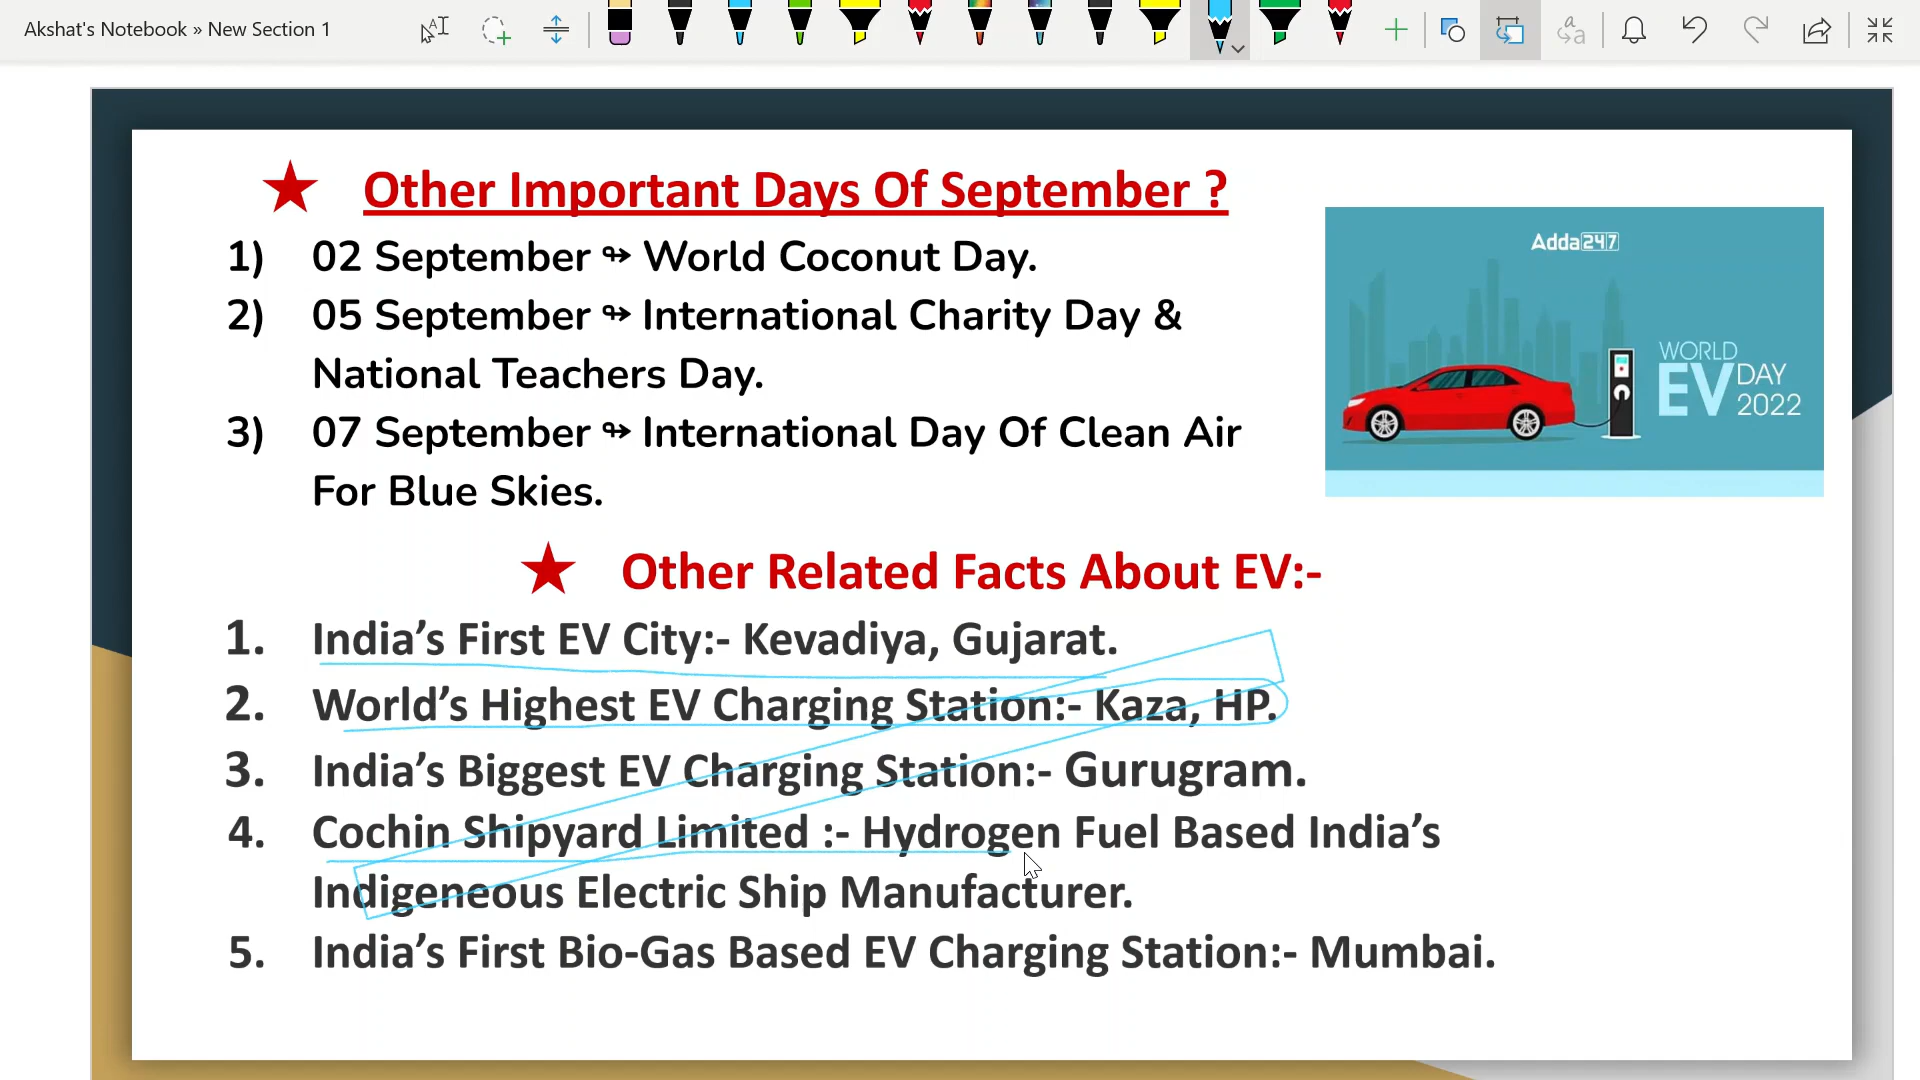 Akshat's Notebook » New Section 1
★ Other Important Days Of September ?
1) 02 September ↬ World Coconut Day.
2) 05 September ↬ International Charity Day &
National Teachers Day.
3) 07 September ↬ International Day Of Clean Air
For Blue Skies.
Adda247
WORLD
EV DAY
2022
★ Other Related Facts About EV:-
1. India's First EV City:- Kevadiya, Gujarat.
2. World's Highest EV Charging Station:- Kaza, HP.
3. India's Biggest EV Charging Station:- Gurugram.
4. Cochin Shipyard Limited :- Hydrogen Fuel Based India's
Indigeneous Electric Ship Manufacturer.
5. India's First Bio-Gas Based EV Charging Station:- Mumbai.